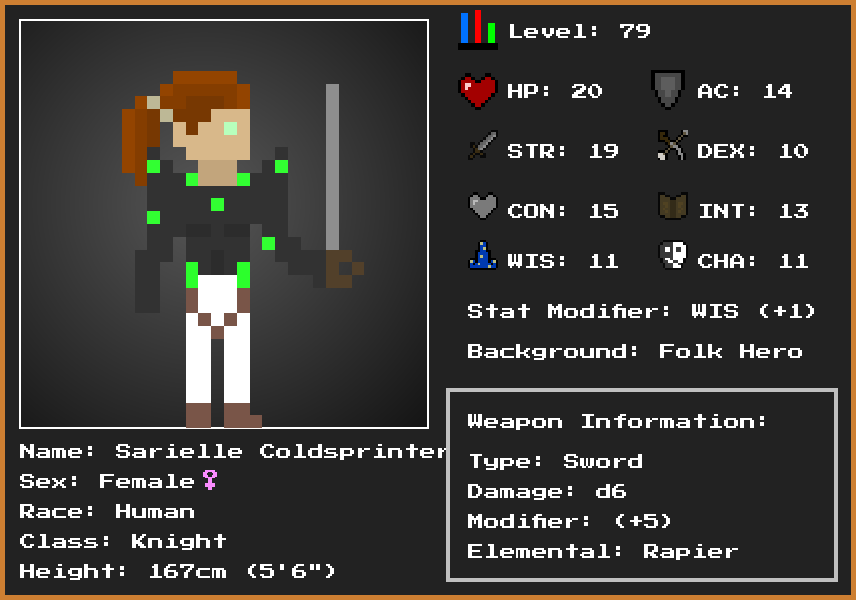 Level: 79
HP: 20
AC: 14
STR: 19
DEX: 10
CON: 15
INT: 13
WIS: 11
CHA: 11
Stat Modifier: WIS (+1)
Background: Folk Hero
Name: Sarielle Coldsprinter
Sex: Female♀
Race: Human
Class: Knight
Height: 167cm (5'6")
Weapon Information:
Type: Sword
Damage: d6
Modifier: (+5)
Elemental: Rapier